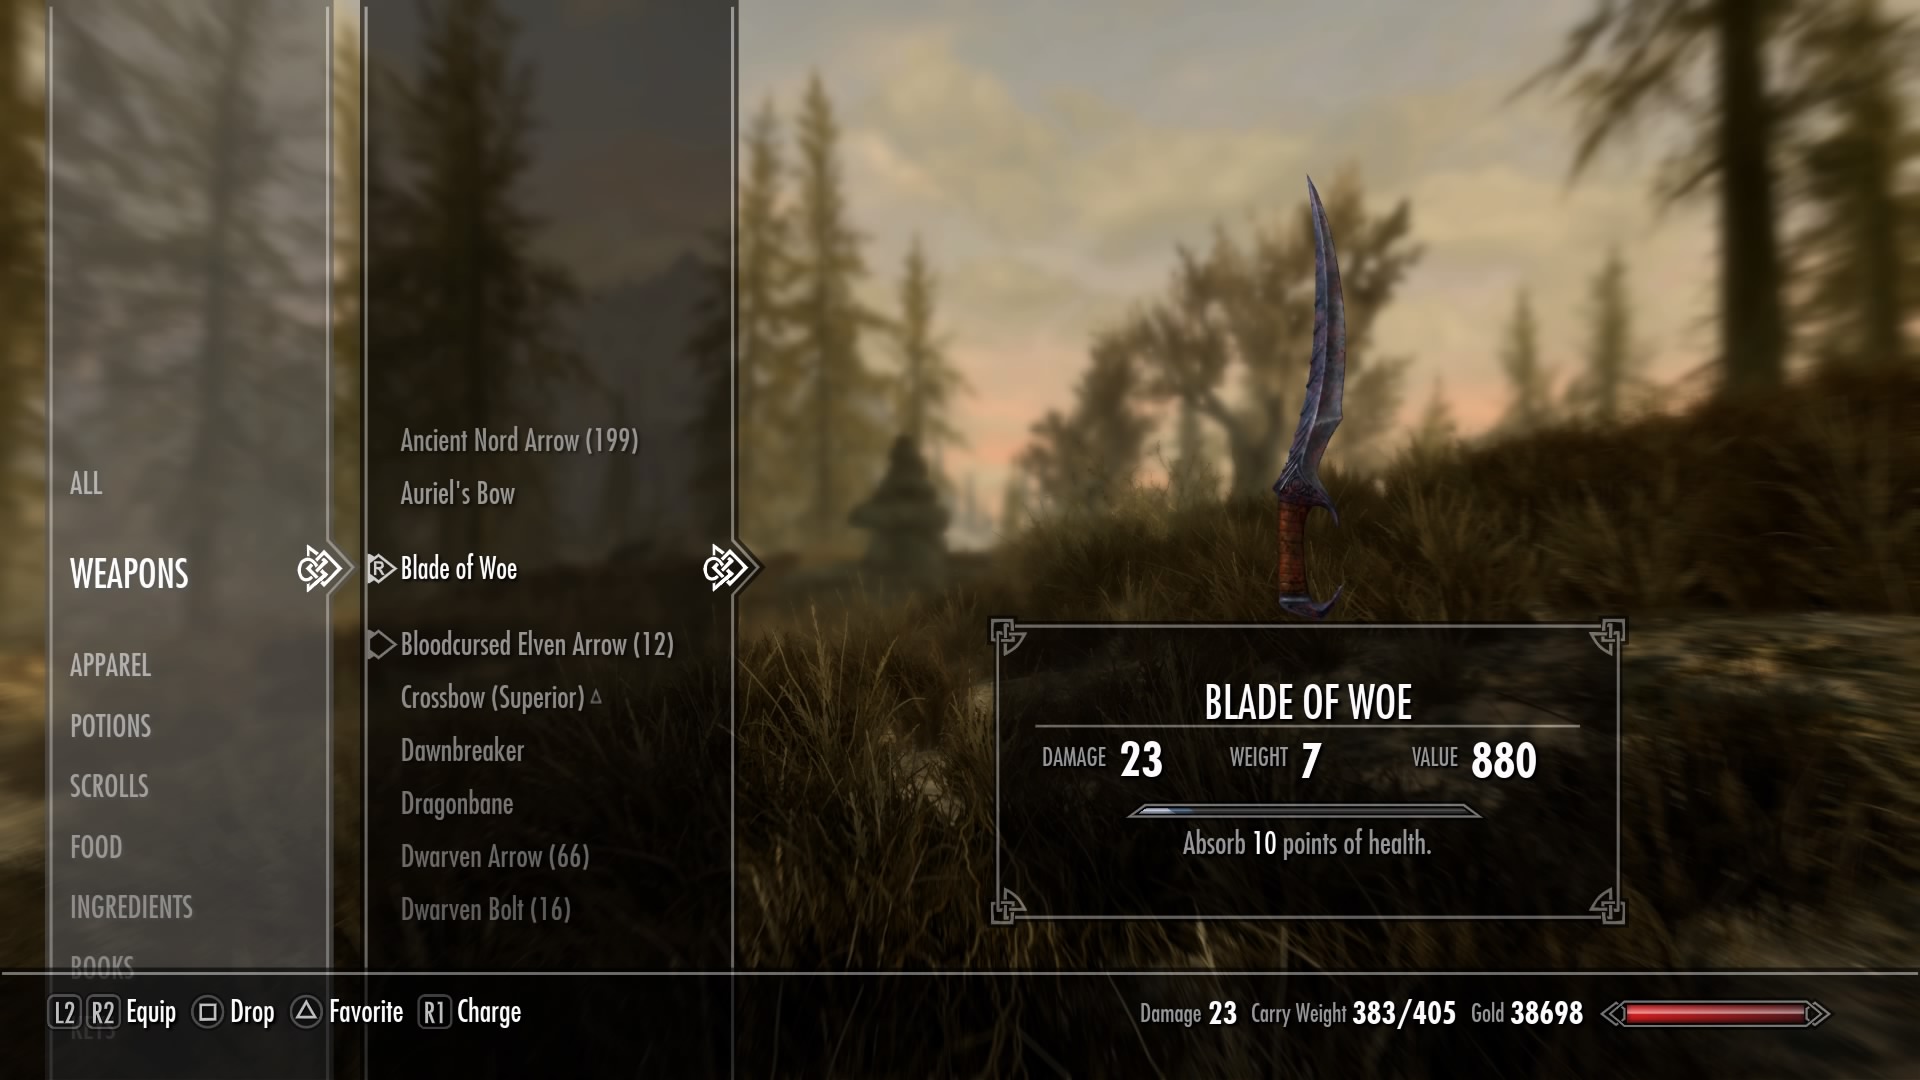 ALL
WEAPONS
APPAREL
POTIONS
SCROLLS
FOOD
INGREDIENTS
BOOKS
KEYS
Ancient Nord Arrow (199)
Auriel's Bow
R Blade of Woe
Bloodcursed Elven Arrow (12)
Crossbow (Superior)
Dawnbreaker
Dragonbane
Dwarven Arrow (66)
Dwarven Bolt (16)
BLADE OF WOE
DAMAGE 23 WEIGHT 7 VALUE 880
Absorb 10 points of health.
L2 R2 Equip Drop Favorite R1 Charge
Damage 23 Carry Weight 383/405 Gold 38698